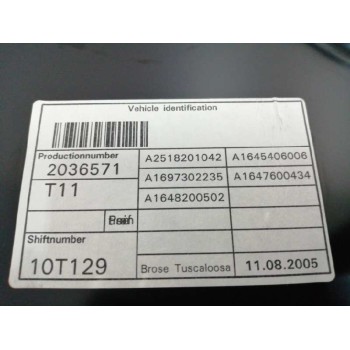 Vehicle identification
Productionnumber
2036571
T11
A2518201042 A1645406006
A1697302235 A1647600434
A1648200502
Shiftnumber
10T129
Brose Tuscaloosa 11.08.2005